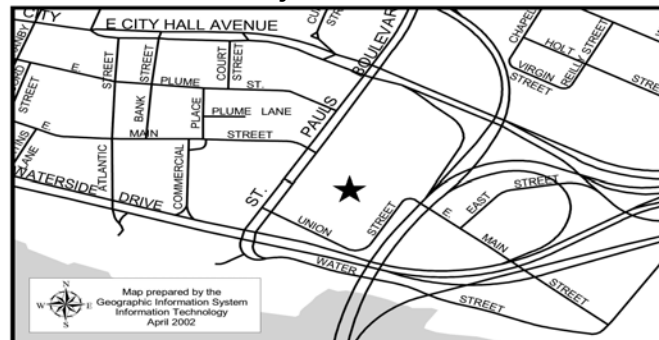 CITY
E CITY HALL AVENUE
STREET
BANK
STREET
COURT
STREET
E
PLUME
ST.
PLUME LANE
PLACE
E
MAIN
STREET
STREET
LANE
ATLANTIC
COMMERCIAL
WATERSIDE
DRIVE
ST.
PAULS
BOULEVARD
CHAPEL
STREET
HOLT
VIRGIN
REILLY
STREET
STREET
UNION
STREET
EAST
STREET
E
MAIN
STREET
WATER
STREET
N
W
E
S
Map prepared by the
Geographic Information System
Information Technology
April 2002